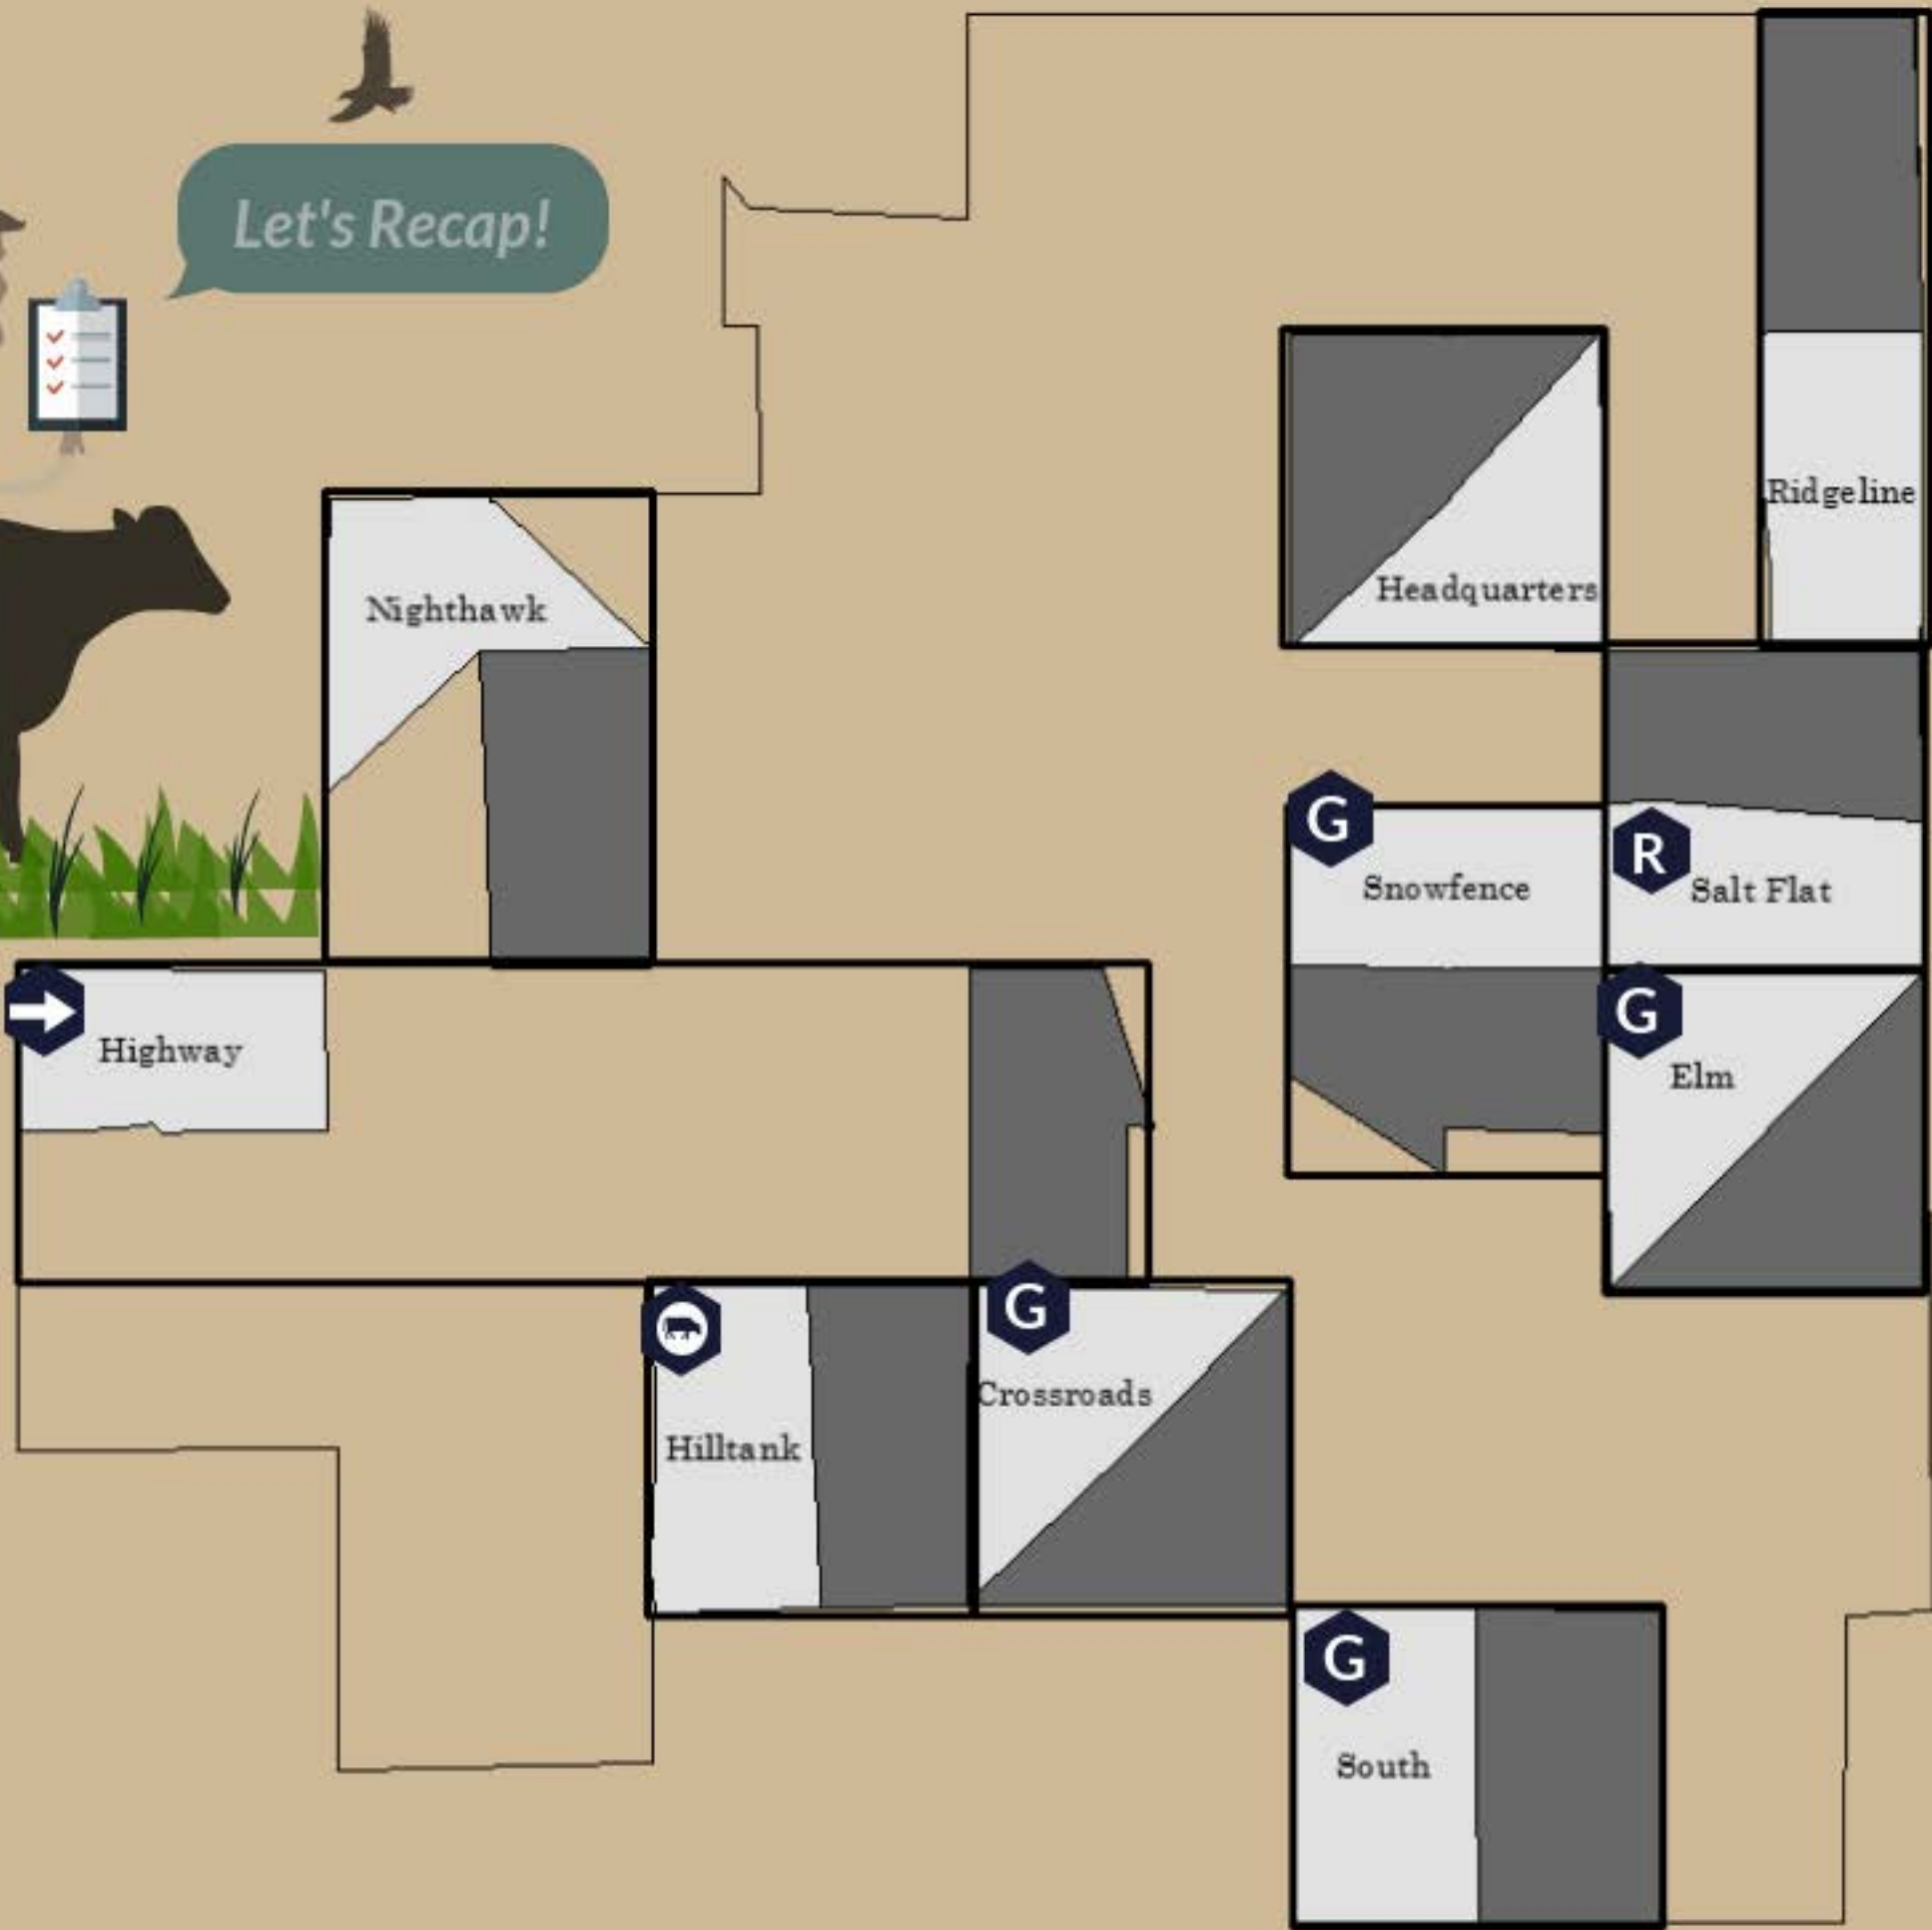 Let's Recap!
Ridgeline
Headquarters
Nighthawk
G
Snowfence
R
Salt Flat
Highway
G
Elm
G
Crossroads
Hilltank
G
South